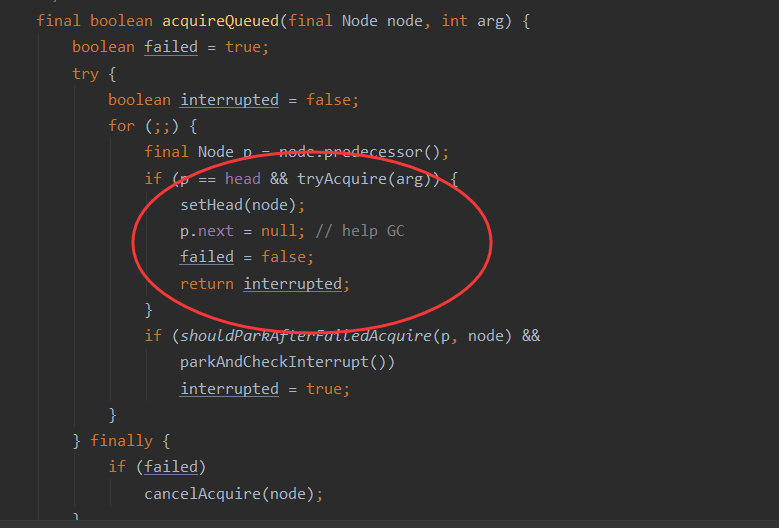 final boolean acquireQueued(final Node node, int arg) {
boolean failed = true;
try {
boolean interrupted = false;
for (;;) {
final Node p = node.predecessor();
if (p == head && tryAcquire(arg)) {
setHead(node);
p.next = null; // help GC
failed = false;
return interrupted;
}
if (shouldParkAfterFailedAcquire(p, node) &&
parkAndCheckInterrupt())
interrupted = true;
}
} finally {
if (failed)
cancelAcquire(node);
}